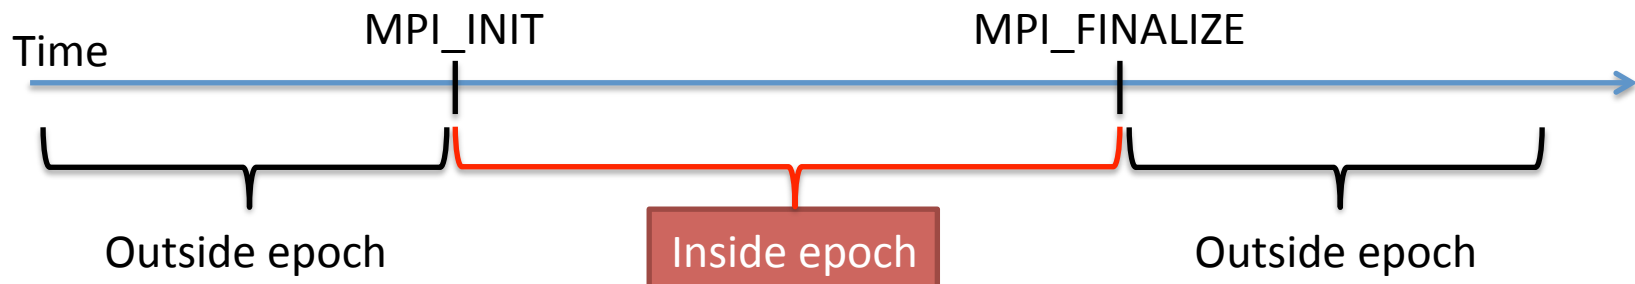 MPI_INIT MPI_FINALIZE
Time
Outside epoch Inside epoch Outside epoch